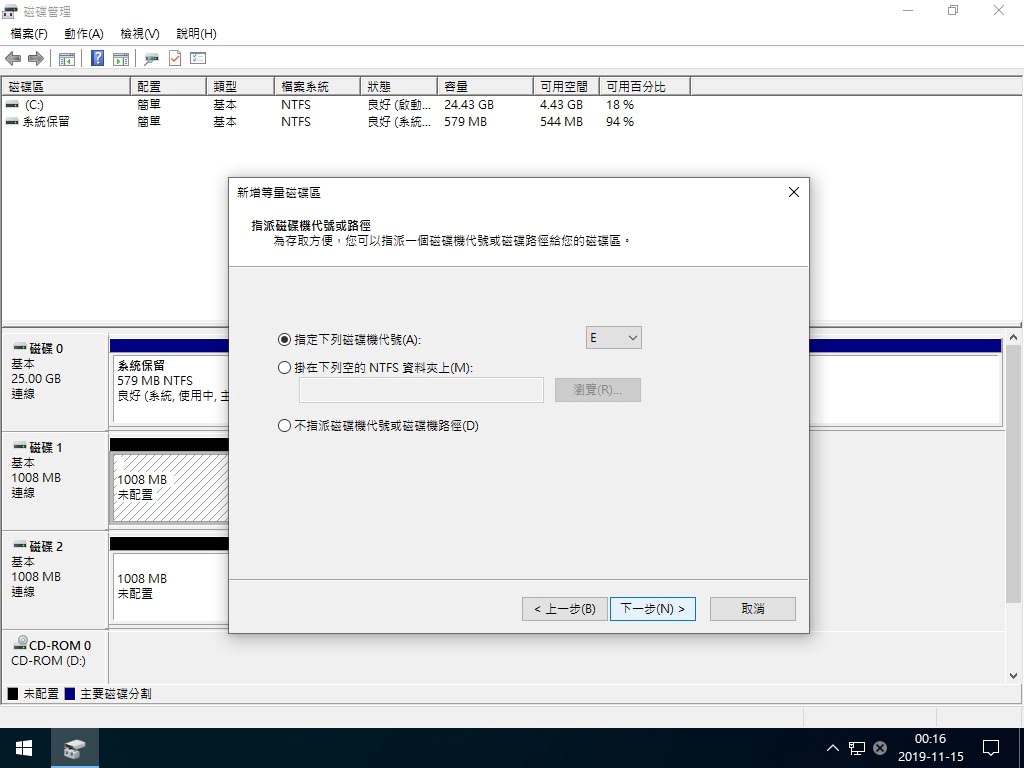 磁碟管理
檔案(F) 動作(A) 檢視(V) 說明(H)
磁碟區 配置 類型 檔案系統 狀態 容量 可用空間 可用百分比
(C:) 簡單 基本 NTFS 良好 (啟動... 24.43 GB 4.43 GB 18 %
系統保留 簡單 基本 NTFS 良好 (系統... 579 MB 544 MB 94 %
新增等量磁碟區
指派磁碟機代號或路徑
為存取方便，您可以指派一個磁碟機代號或磁碟路徑給您的磁碟區。
指定下列磁碟機代號(A): E
掛在下列空的 NTFS 資料夾上(M):
瀏覽(R)...
不指派磁碟機代號或磁碟機路徑(D)
< 上一步(B) 下一步(N) > 取消
磁碟 0
基本
25.00 GB
連線
系統保留
579 MB NTFS
良好 (系統, 使用中, 主
磁碟 1
基本
1008 MB
連線
1008 MB
未配置
磁碟 2
基本
1008 MB
連線
1008 MB
未配置
CD-ROM 0
CD-ROM (D:)
未配置 主要磁碟分割
00:16
2019-11-15